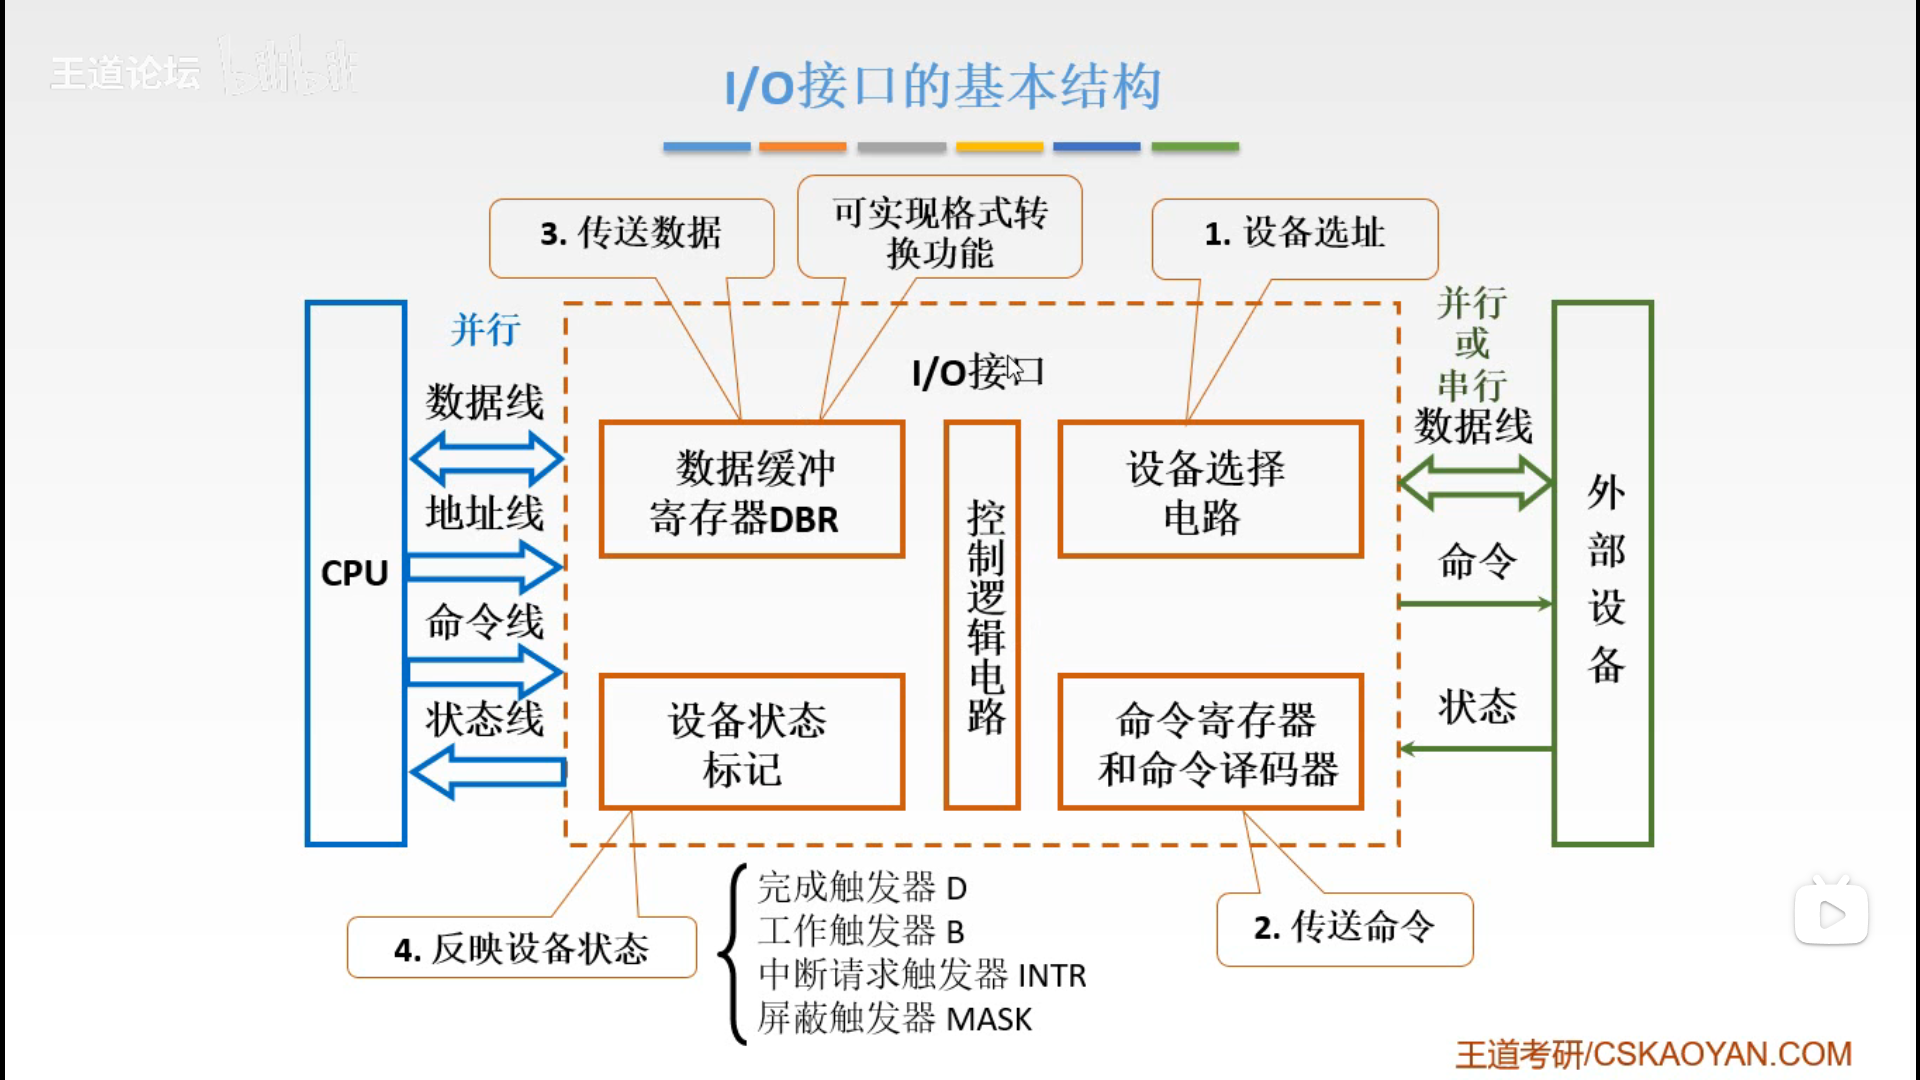 王道论坛 bilibili
I/O接口的基本结构
3. 传送数据
可实现格式转
换功能
1. 设备选址
并行
数据线
地址线
命令线
状态线
CPU
I/O接口
数据缓冲
寄存器DBR
控制逻辑电路
设备选择
电路
设备状态
标记
命令寄存器
和命令译码器
并行
或
串行
数据线
命令
状态
外部设备
4. 反映设备状态
完成触发器 D
工作触发器 B
中断请求触发器 INTR
屏蔽触发器 MASK
2. 传送命令
王道考研/CSKAOYAN.COM